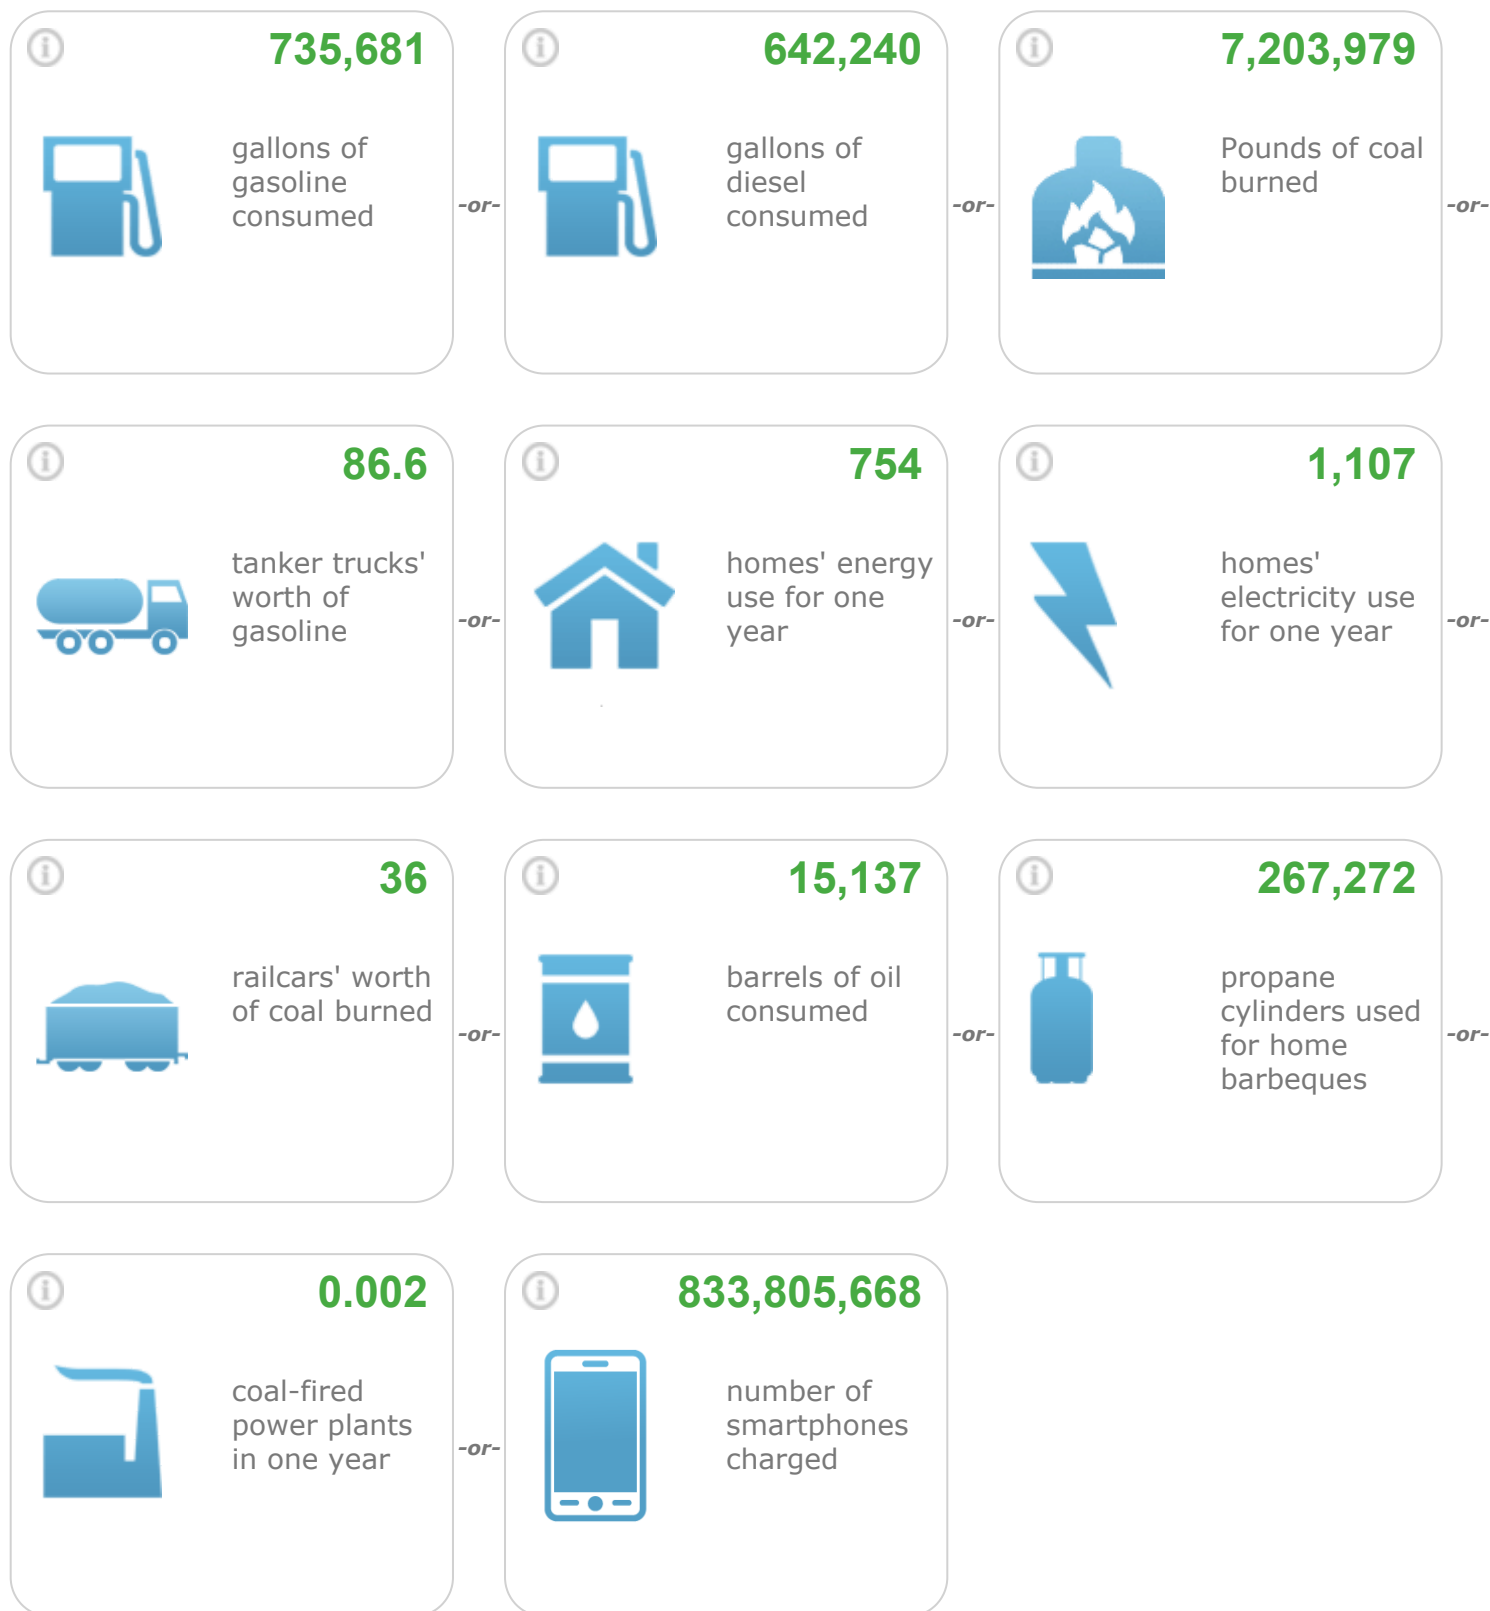 735,681
gallons of
gasoline
consumed
-or-
642,240
gallons of
diesel
consumed
-or-
7,203,979
Pounds of coal
burned
-or-
86.6
tanker trucks'
worth of
gasoline
-or-
754
homes' energy
use for one
year
-or-
1,107
homes'
electricity use
for one year
-or-
36
railcars' worth
of coal burned
-or-
15,137
barrels of oil
consumed
-or-
267,272
propane
cylinders used
for home
barbeques
-or-
0.002
coal-fired
power plants
in one year
-or-
833,805,668
number of
smartphones
charged